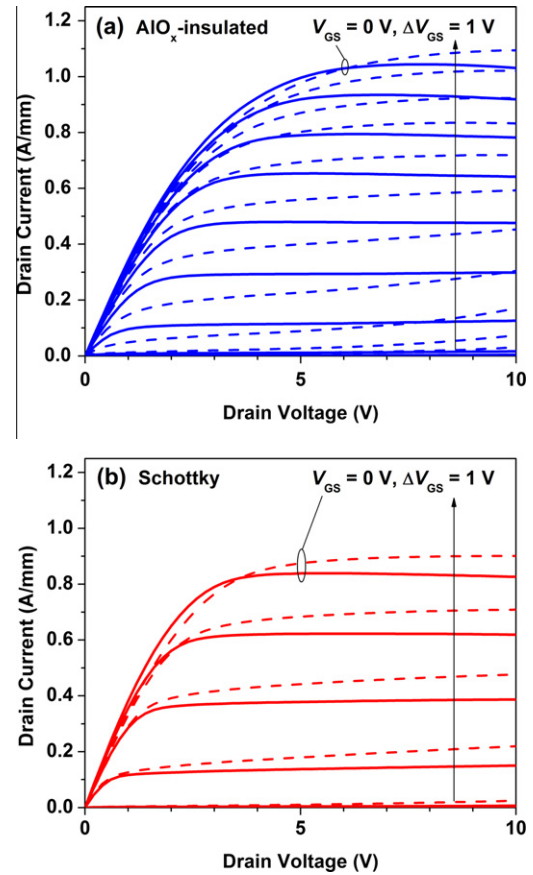 (a) AlOx-insulated
VGS = 0 V, ΔVGS = 1 V
1.2
1.0
0.8
0.6
0.4
0.2
0.0
Drain Current (A/mm)
0
5
10
Drain Voltage (V)
(b) Schottky
VGS = 0 V, ΔVGS = 1 V
1.2
1.0
0.8
0.6
0.4
0.2
0.0
Drain Current (A/mm)
0
5
10
Drain Voltage (V)